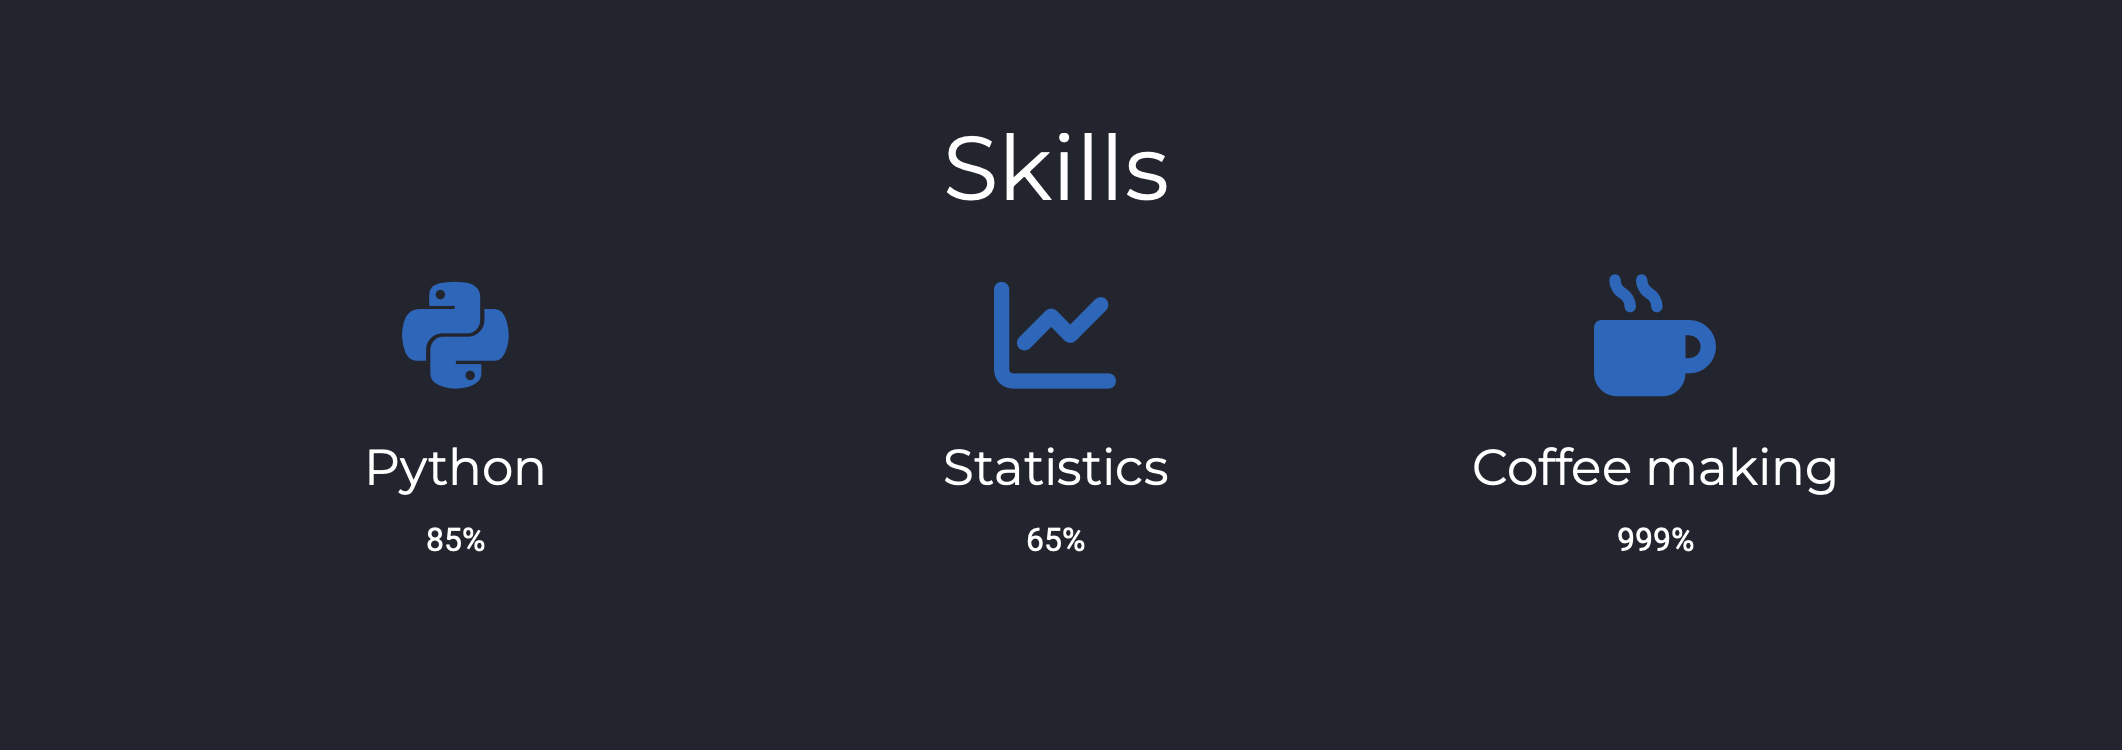 Skills
Python
Statistics
Coffee making
85%
65%
999%